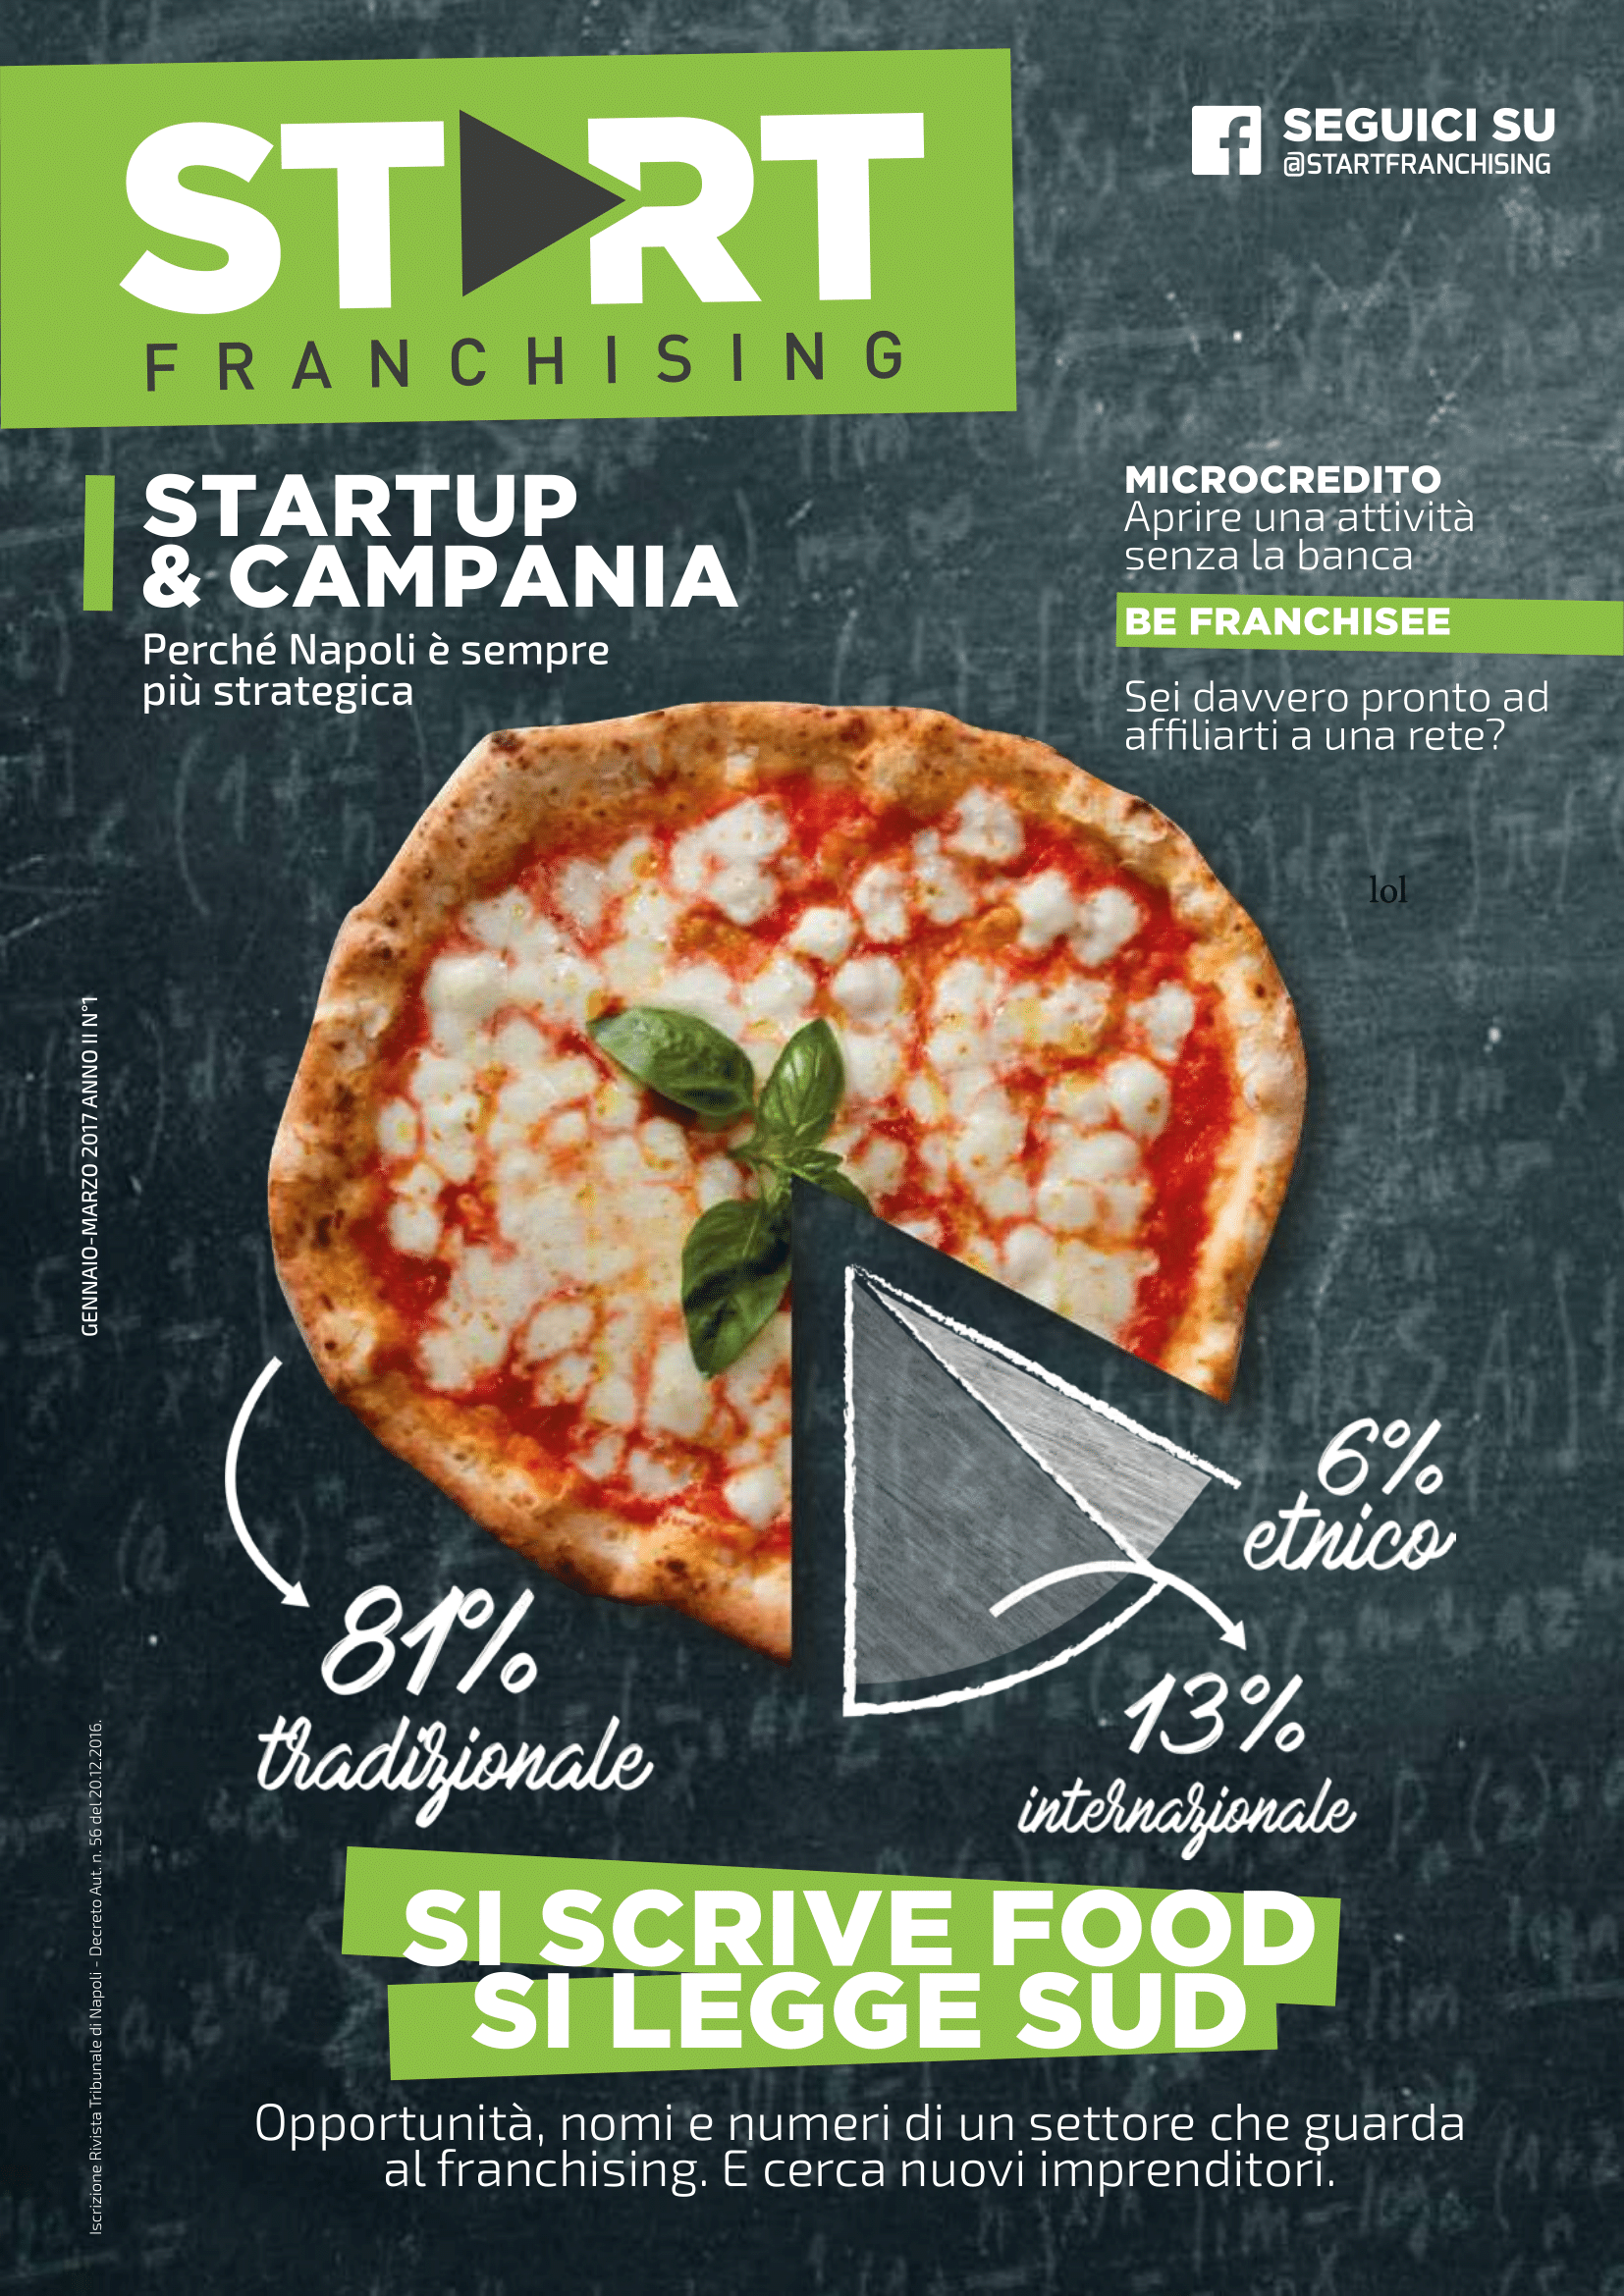 START
FRANCHISING
SEGUICI SU
@STARTFRANCHISING
STARTUP
& CAMPANIA
Perché Napoli è sempre
più strategica
MICROCREDITO
Aprire una attività
senza la banca
BE FRANCHISEE
Sei davvero pronto ad
affiliarti a una rete?
lol
GENNAIO-MARZO 2017 ANNO II N°1
6%
etnico
81%
tradizionale
13%
internazionale
Iscrizione Rivista Tribunale di Napoli - Decreto Aut. n. 56 del 20.12.2016.
SI SCRIVE FOOD
SI LEGGE SUD
Opportunità, nomi e numeri di un settore che guarda
al franchising. E cerca nuovi imprenditori.